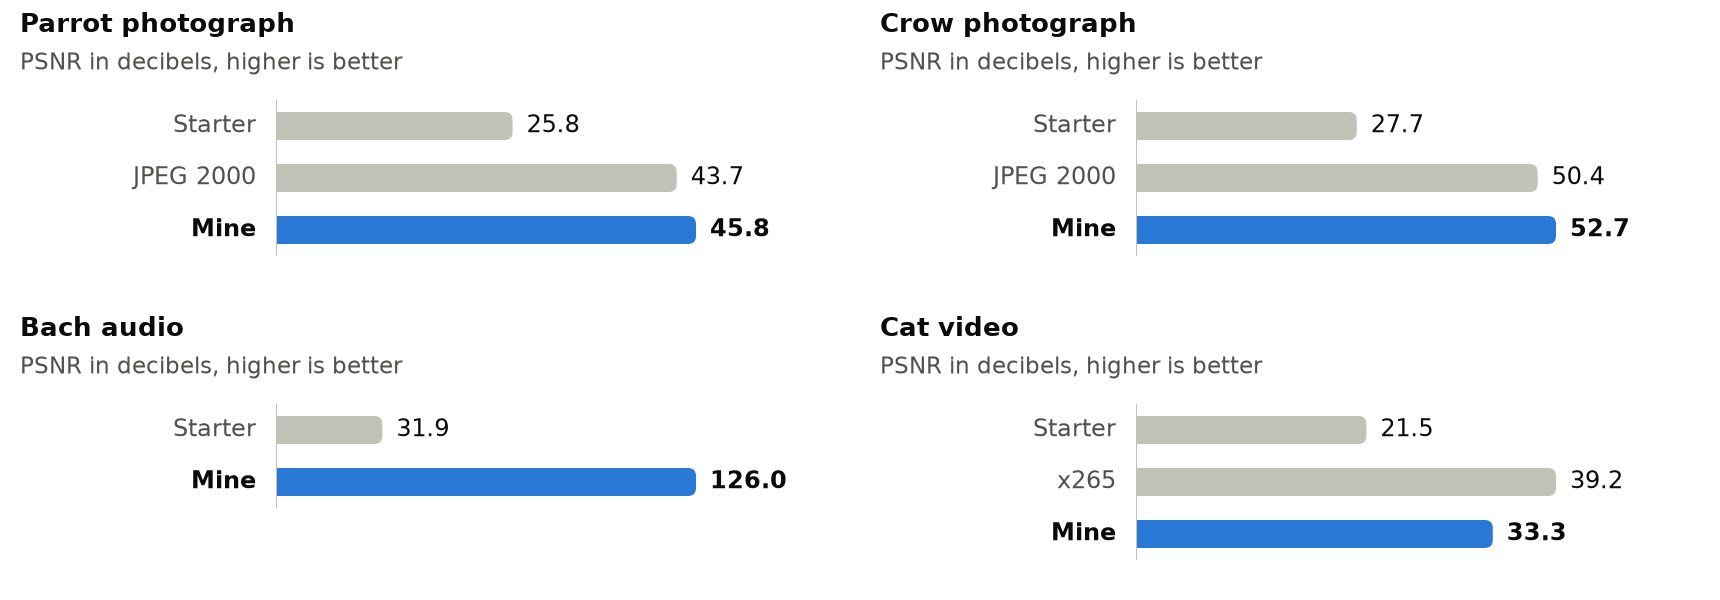 Parrot photograph
PSNR in decibels, higher is better
Starter 25.8
JPEG 2000 43.7
Mine 45.8
Crow photograph
PSNR in decibels, higher is better
Starter 27.7
JPEG 2000 50.4
Mine 52.7
Bach audio
PSNR in decibels, higher is better
Starter 31.9
Mine 126.0
Cat video
PSNR in decibels, higher is better
Starter 21.5
x265 39.2
Mine 33.3